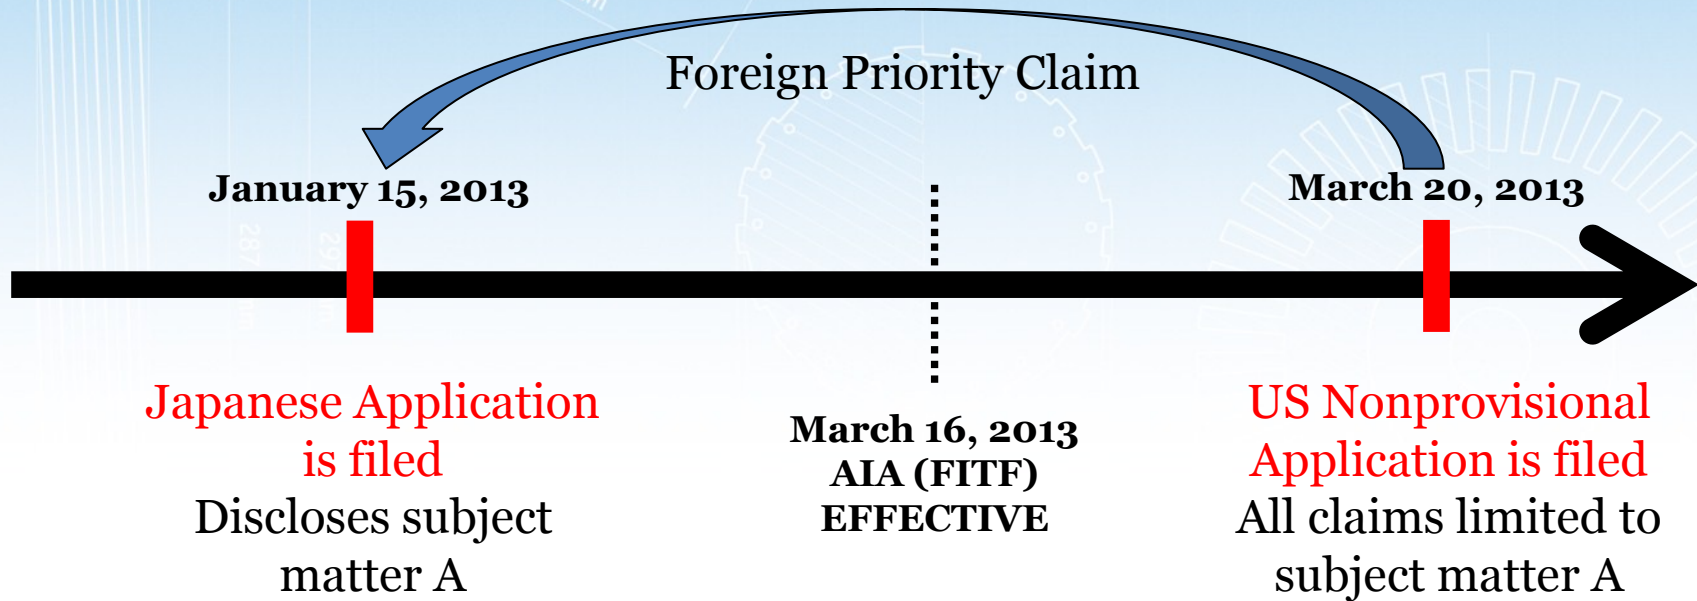 Foreign Priority Claim
January 15, 2013
March 20, 2013
Japanese Application
is filed
Discloses subject
matter A
March 16, 2013
AIA (FITF)
EFFECTIVE
US Nonprovisional
Application is filed
All claims limited to
subject matter A